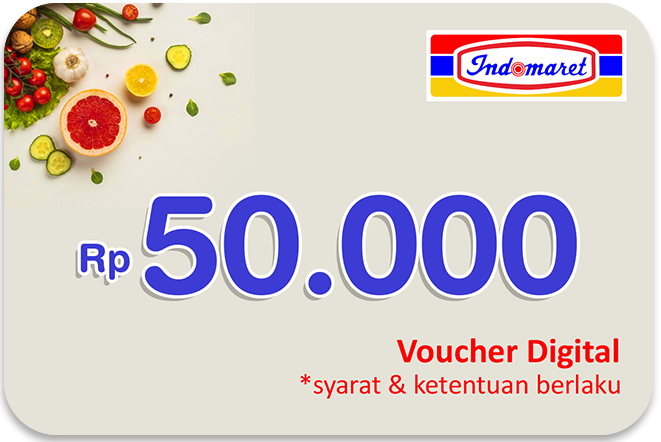 Indomaret
Rp 50.000
Voucher Digital
*syarat & ketentuan berlaku